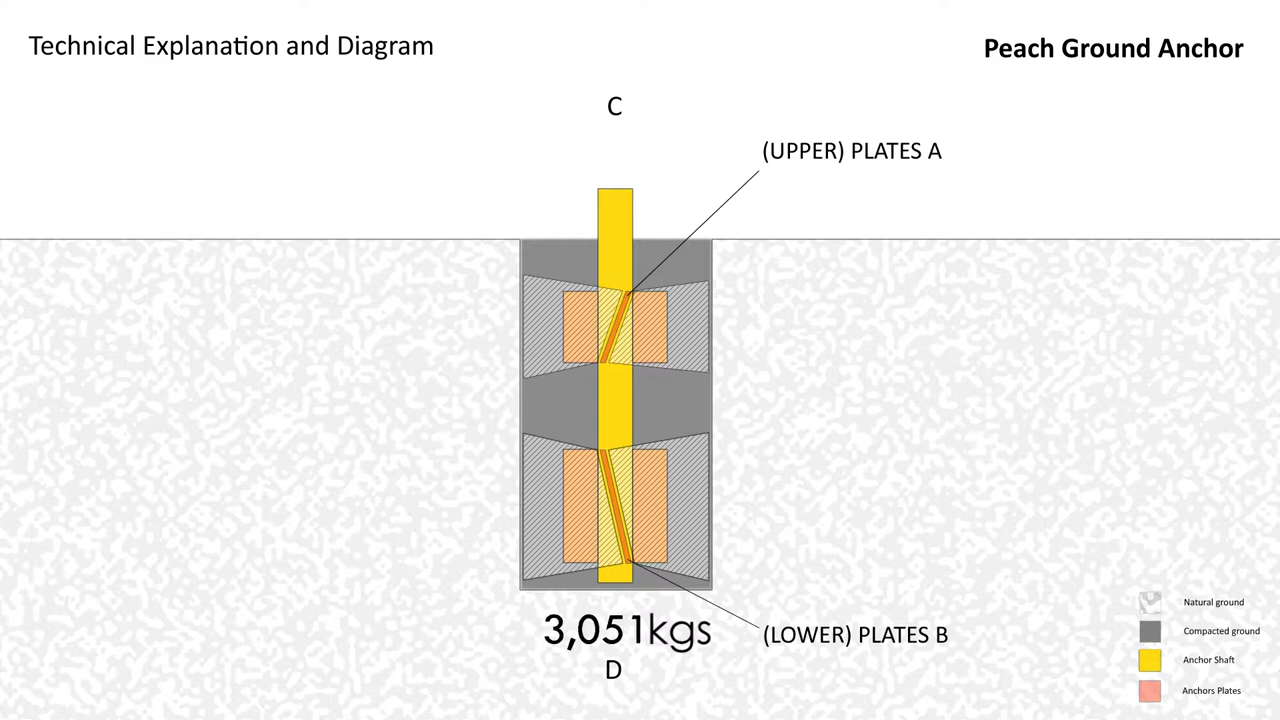 Technical Explanation and Diagram
Peach Ground Anchor
C
(UPPER) PLATES A
3,051kgs
(LOWER) PLATES B
D
Natural ground
Compacted ground
Anchor Shaft
Anchors Plates